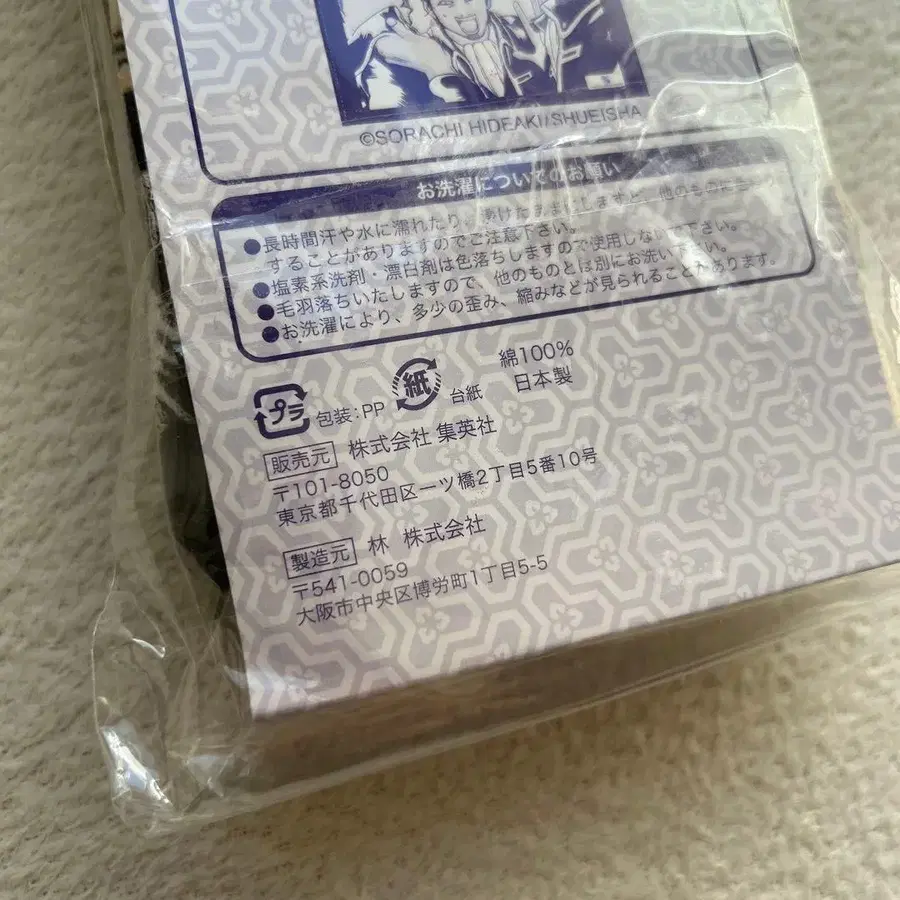 ©SORACHI HIDEAKI/SHUEISHA
お洗濯についてのお願い
●長時間汗や水に濡れたり、 他のものに
することがありますのでご注意下さい。
●塩素系洗剤・漂白剤は色落ちしますので使用しないで下さい。
●毛羽落ちいたしますので、他のものとは別にお洗い下さい。
●お洗濯により、多少の歪み、縮みなどが見られることがあります。
プラ 包装:PP 紙 台紙
綿100%
日本製
販売元 株式会社 集英社
〒101-8050
東京都千代田区一ツ橋2丁目5番10号
製造元 林 株式会社
〒541-0059
大阪市中央区博労町1丁目5-5